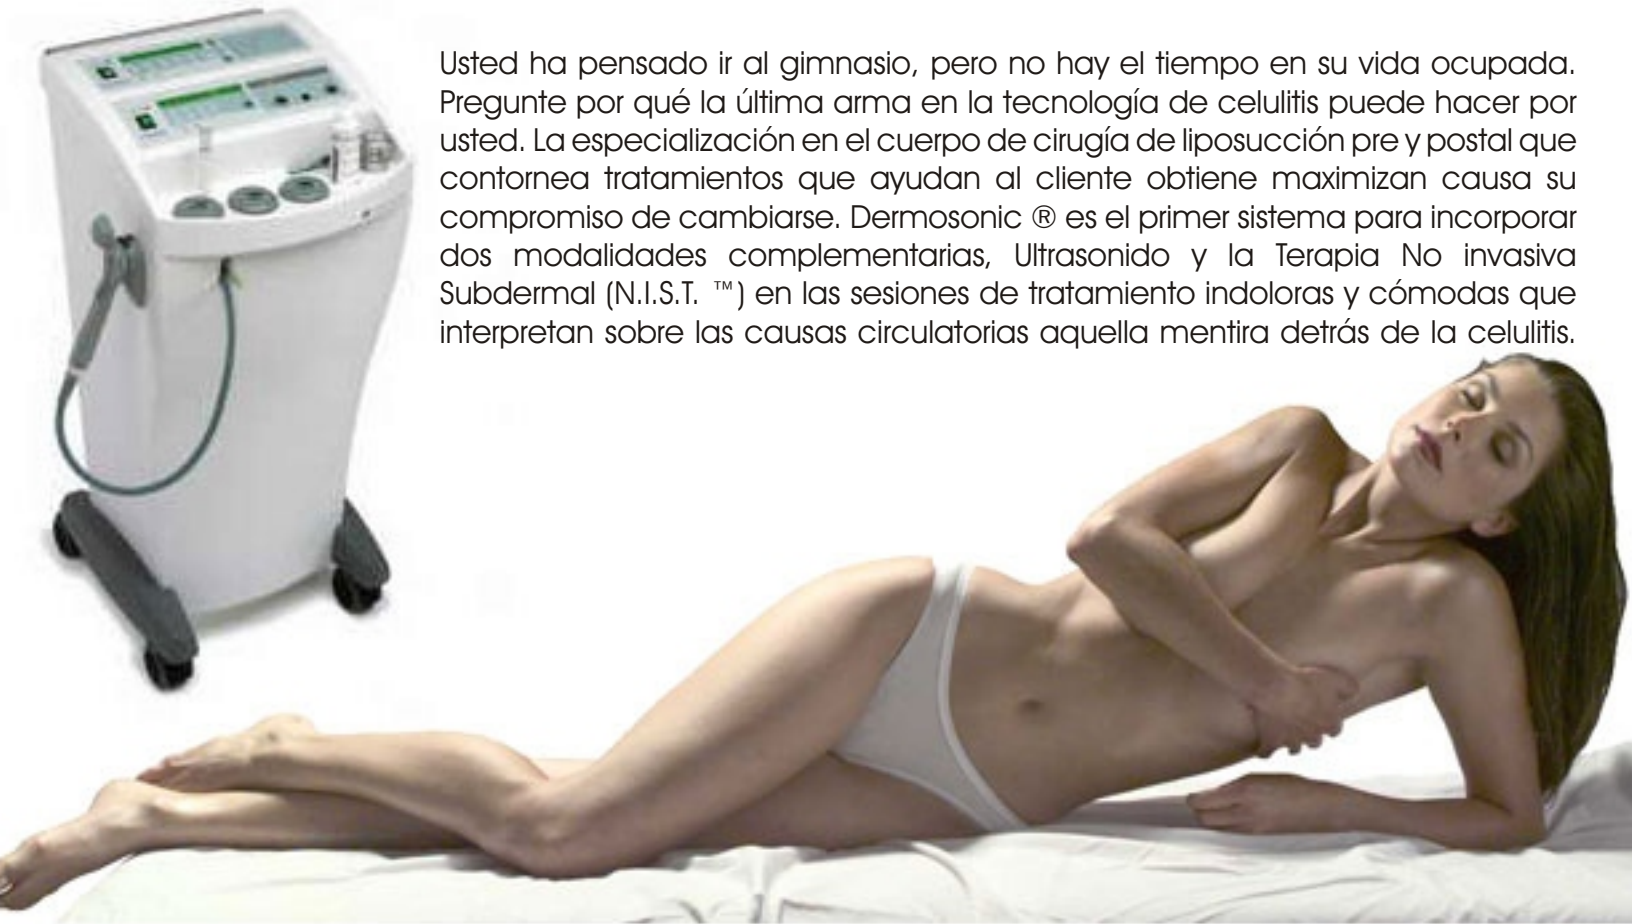 Usted ha pensado ir al gimnasio, pero no hay el tiempo en su vida ocupada.
Pregunte por qué la última arma en la tecnología de celulitis puede hacer por
usted. La especialización en el cuerpo de cirugía de liposucción pre y postal que
contornea tratamientos que ayudan al cliente obtiene maximizan causa su
compromiso de cambiarse. Dermosonic ® es el primer sistema para incorporar
dos modalidades complementarias, Ultrasonido y la Terapia No invasiva
Subdermal (N.I.S.T. ™) en las sesiones de tratamiento indoloras y cómodas que
interpretan sobre las causas circulatorias aquella mentira detrás de la celulitis.